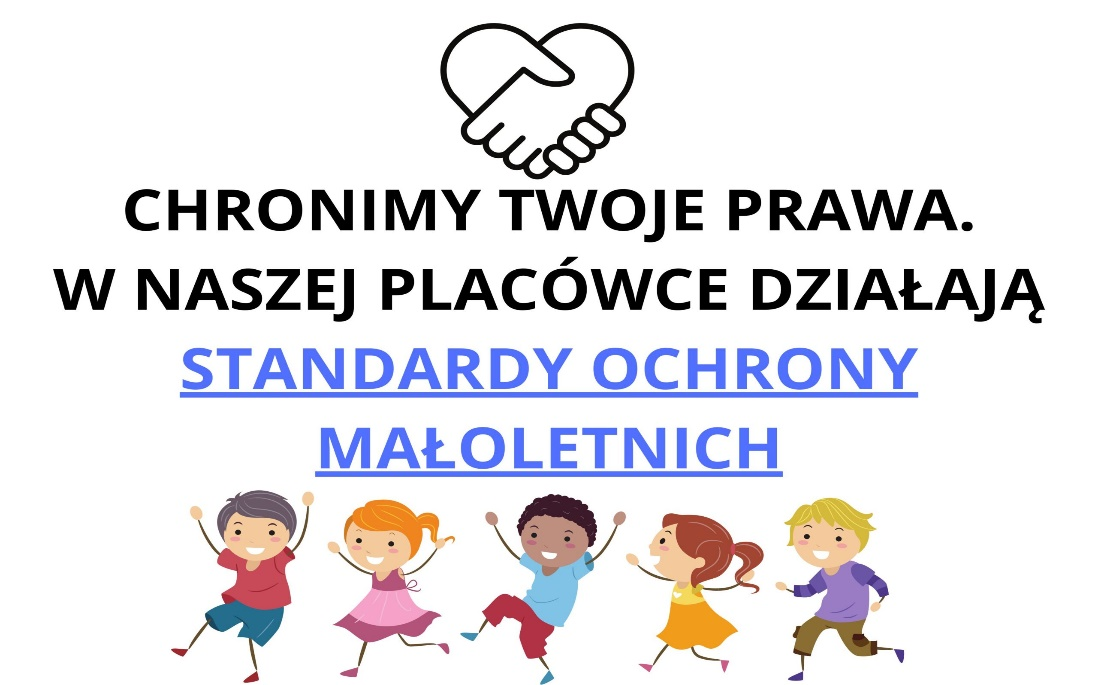 CHRONIMY TWOJE PRAWA.
W NASZEJ PLACÓWCE DZIAŁAJĄ
STANDARDY OCHRONY
MAŁOLETNICH